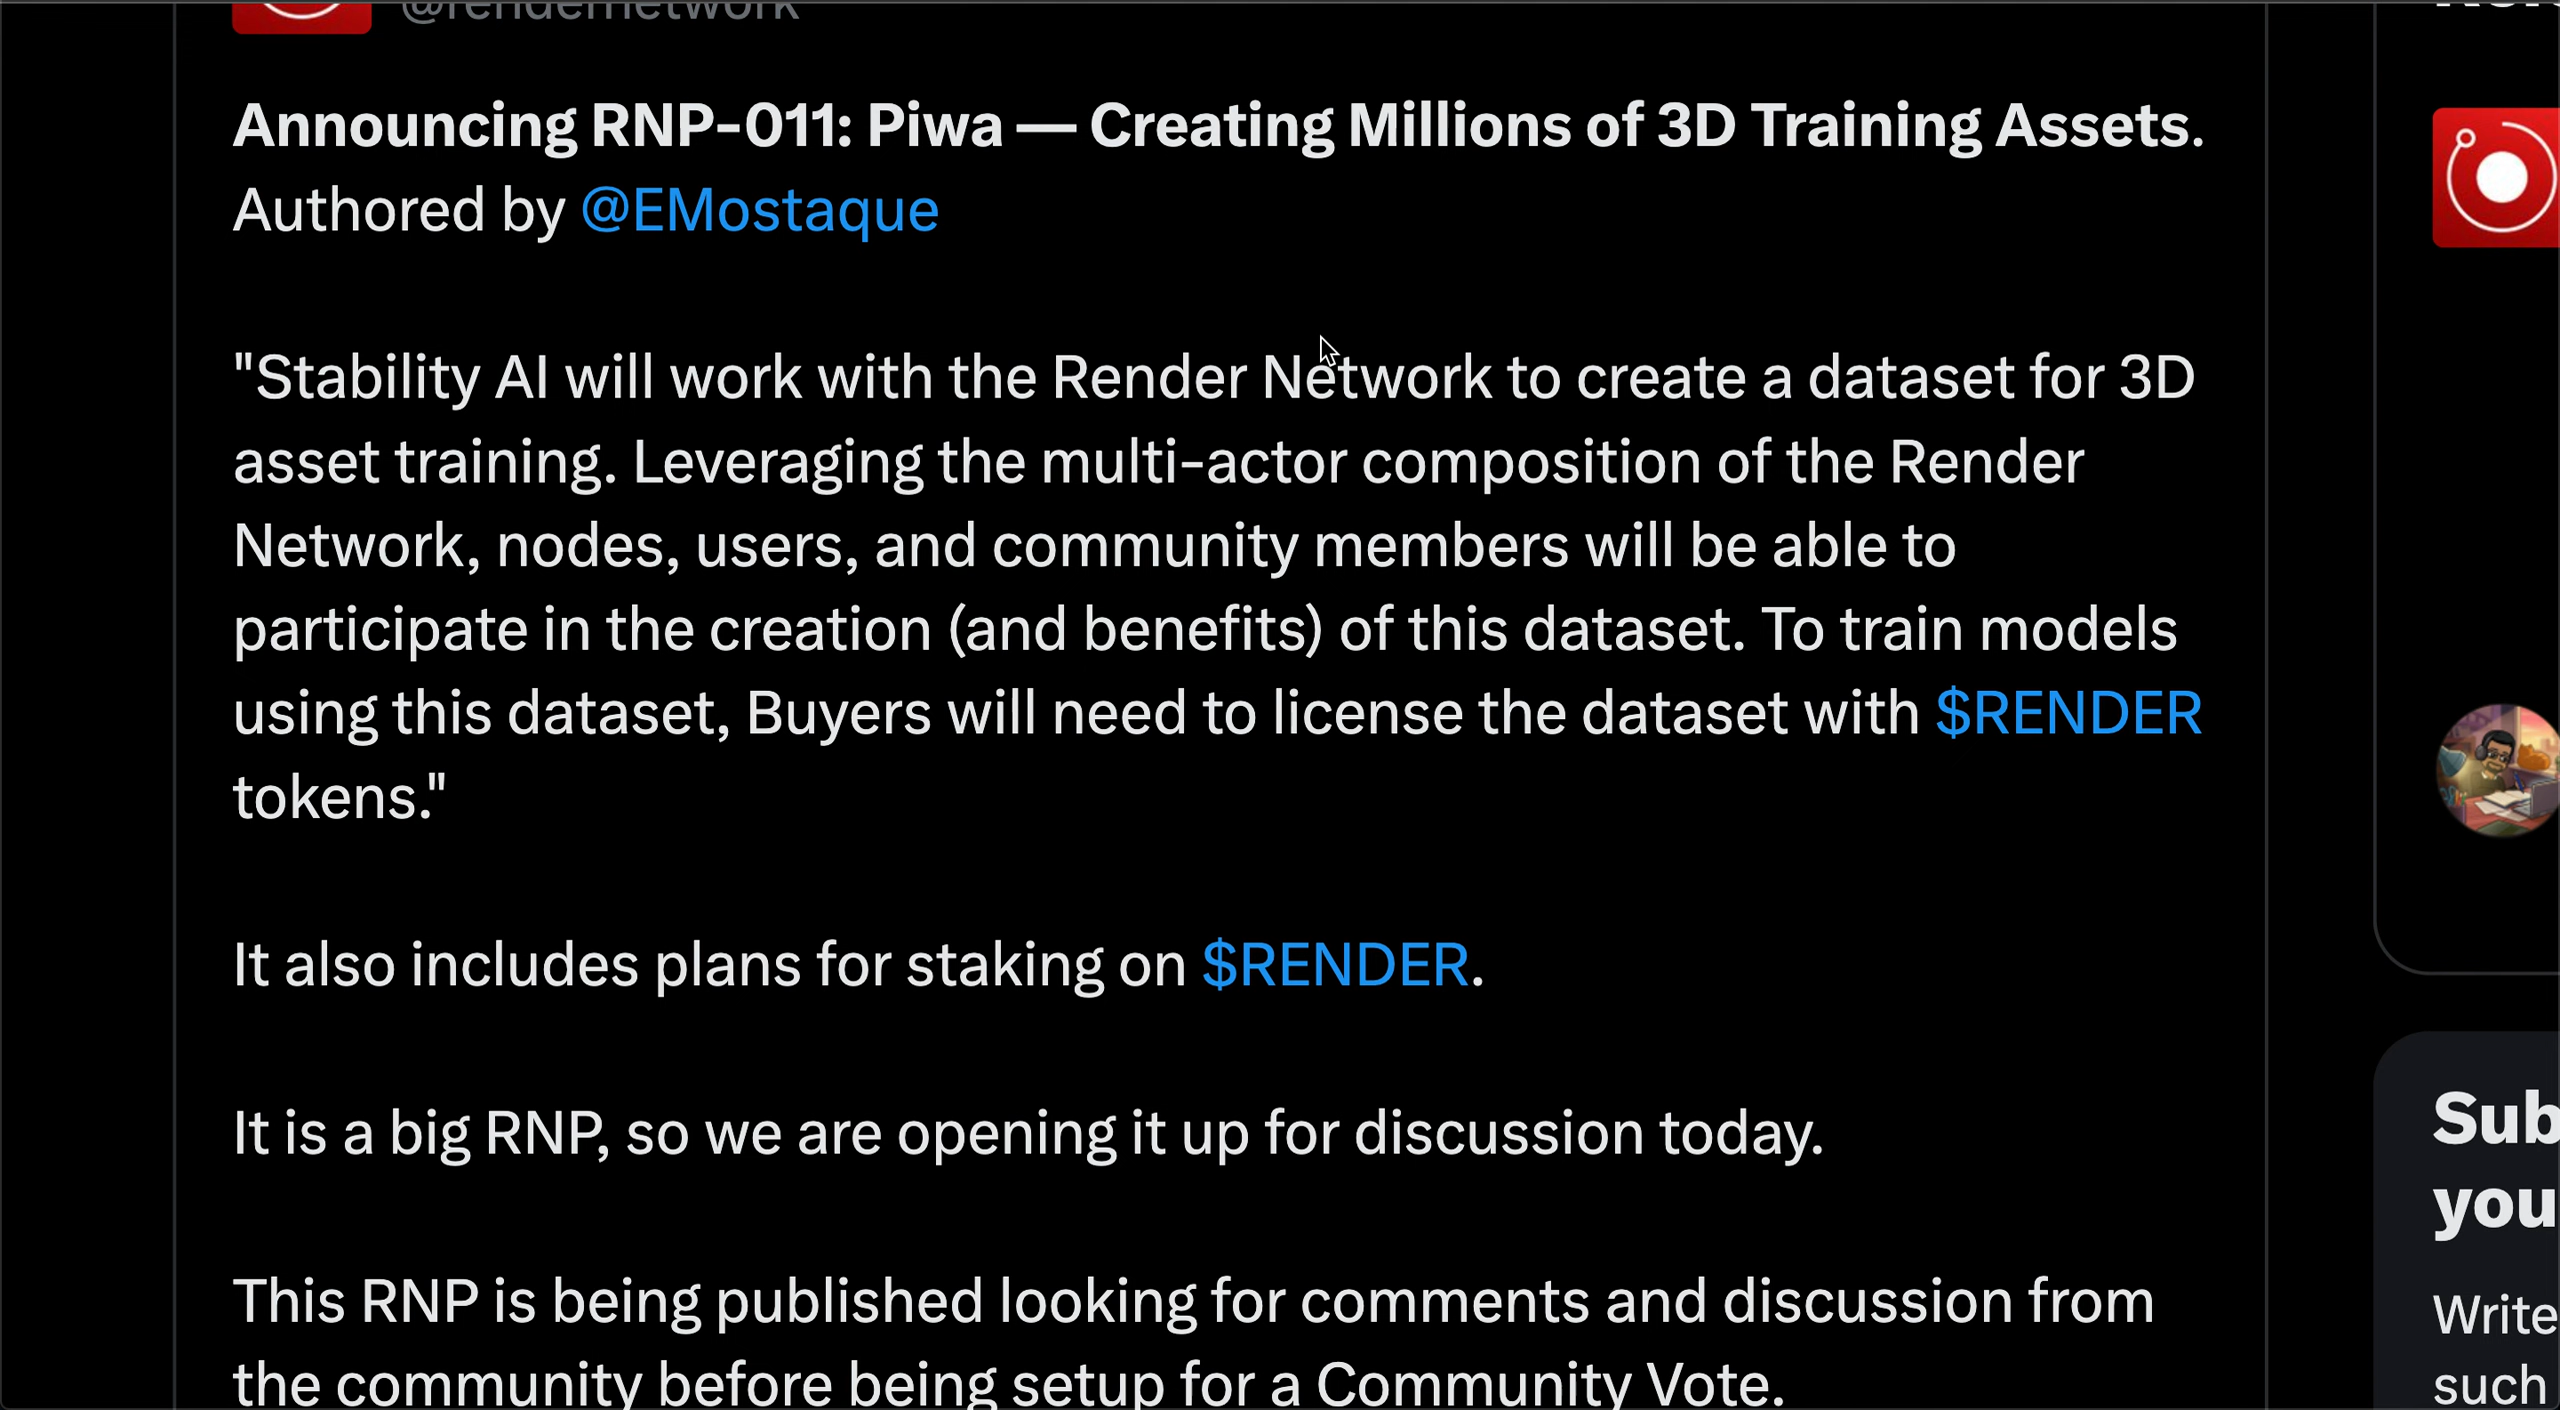 @rendernetwork
Announcing RNP-011: Piwa — Creating Millions of 3D Training Assets.
Authored by @EMostaque
"Stability AI will work with the Render Network to create a dataset for 3D
asset training. Leveraging the multi-actor composition of the Render
Network, nodes, users, and community members will be able to
participate in the creation (and benefits) of this dataset. To train models
using this dataset, Buyers will need to license the dataset with $RENDER
tokens."
It also includes plans for staking on $RENDER.
It is a big RNP, so we are opening it up for discussion today.
This RNP is being published looking for comments and discussion from
the community before being setup for a Community Vote.
Sub
you
Write
such